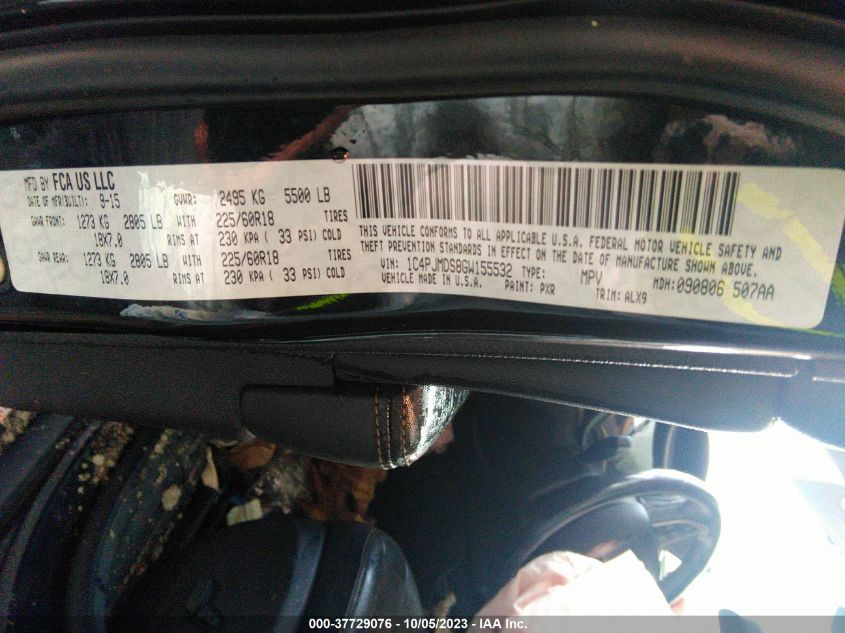 MFD BY FCA US LLC
DATE OF MFR(BUILT): 9-15 GVWR: 2495 KG 5500 LB
GAWR FRONT: 1273 KG 2805 LB WITH 225/60R18 TIRES
18X7.0 RIMS AT 230 KPA ( 33 PSI) COLD
GAWR REAR: 1273 KG 2805 LB WITH 225/60R18 TIRES
18X7.0 RIMS AT 230 KPA ( 33 PSI) COLD
THIS VEHICLE CONFORMS TO ALL APPLICABLE U.S.A. FEDERAL MOTOR VEHICLE SAFETY AND
THEFT PREVENTION STANDARDS IN EFFECT ON THE DATE OF MANUFACTURE SHOWN ABOVE.
VIN: 1C4PJMDS8GW155532 TYPE: MPV MDH:090806 507AA
MADE IN U.S.A. PAINT: PXR TRIM: ALX9
000-37729076 - 10/05/2023 - IAA Inc.